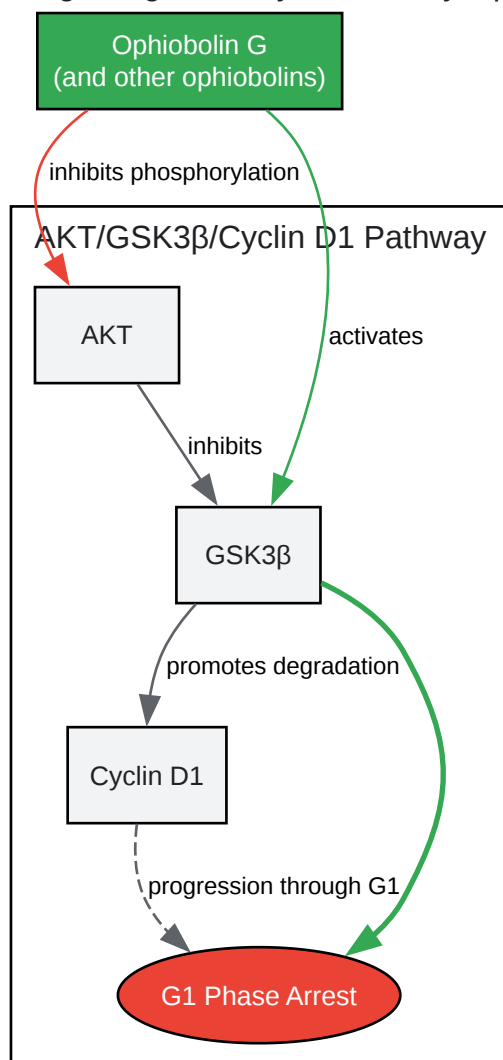 Ophiobolin G
(and other ophiobolins)
inhibits phosphorylation
AKT/GSK3β/Cyclin D1 Pathway
AKT
activates
inhibits
GSK3β
promotes degradation
Cyclin D1
progression through G1
G1 Phase Arrest